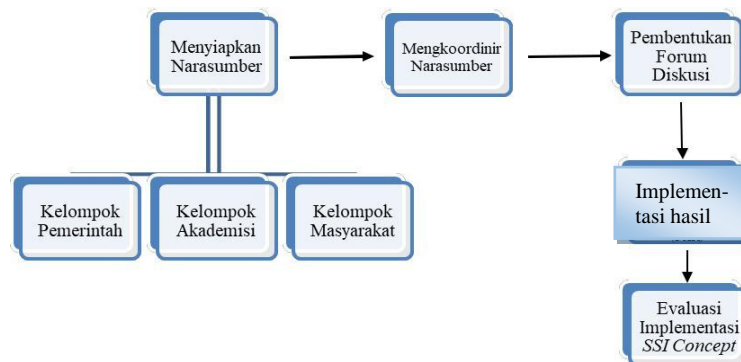 Menyiapkan
Narasumber
Mengkoordinir
Narasumber
Pembentukan
Forum
Diskusi
Kelompok
Pemerintah
Kelompok
Akademisi
Kelompok
Masyarakat
Implemen-
tasi hasil
Evaluasi
Implementasi
SSI Concept